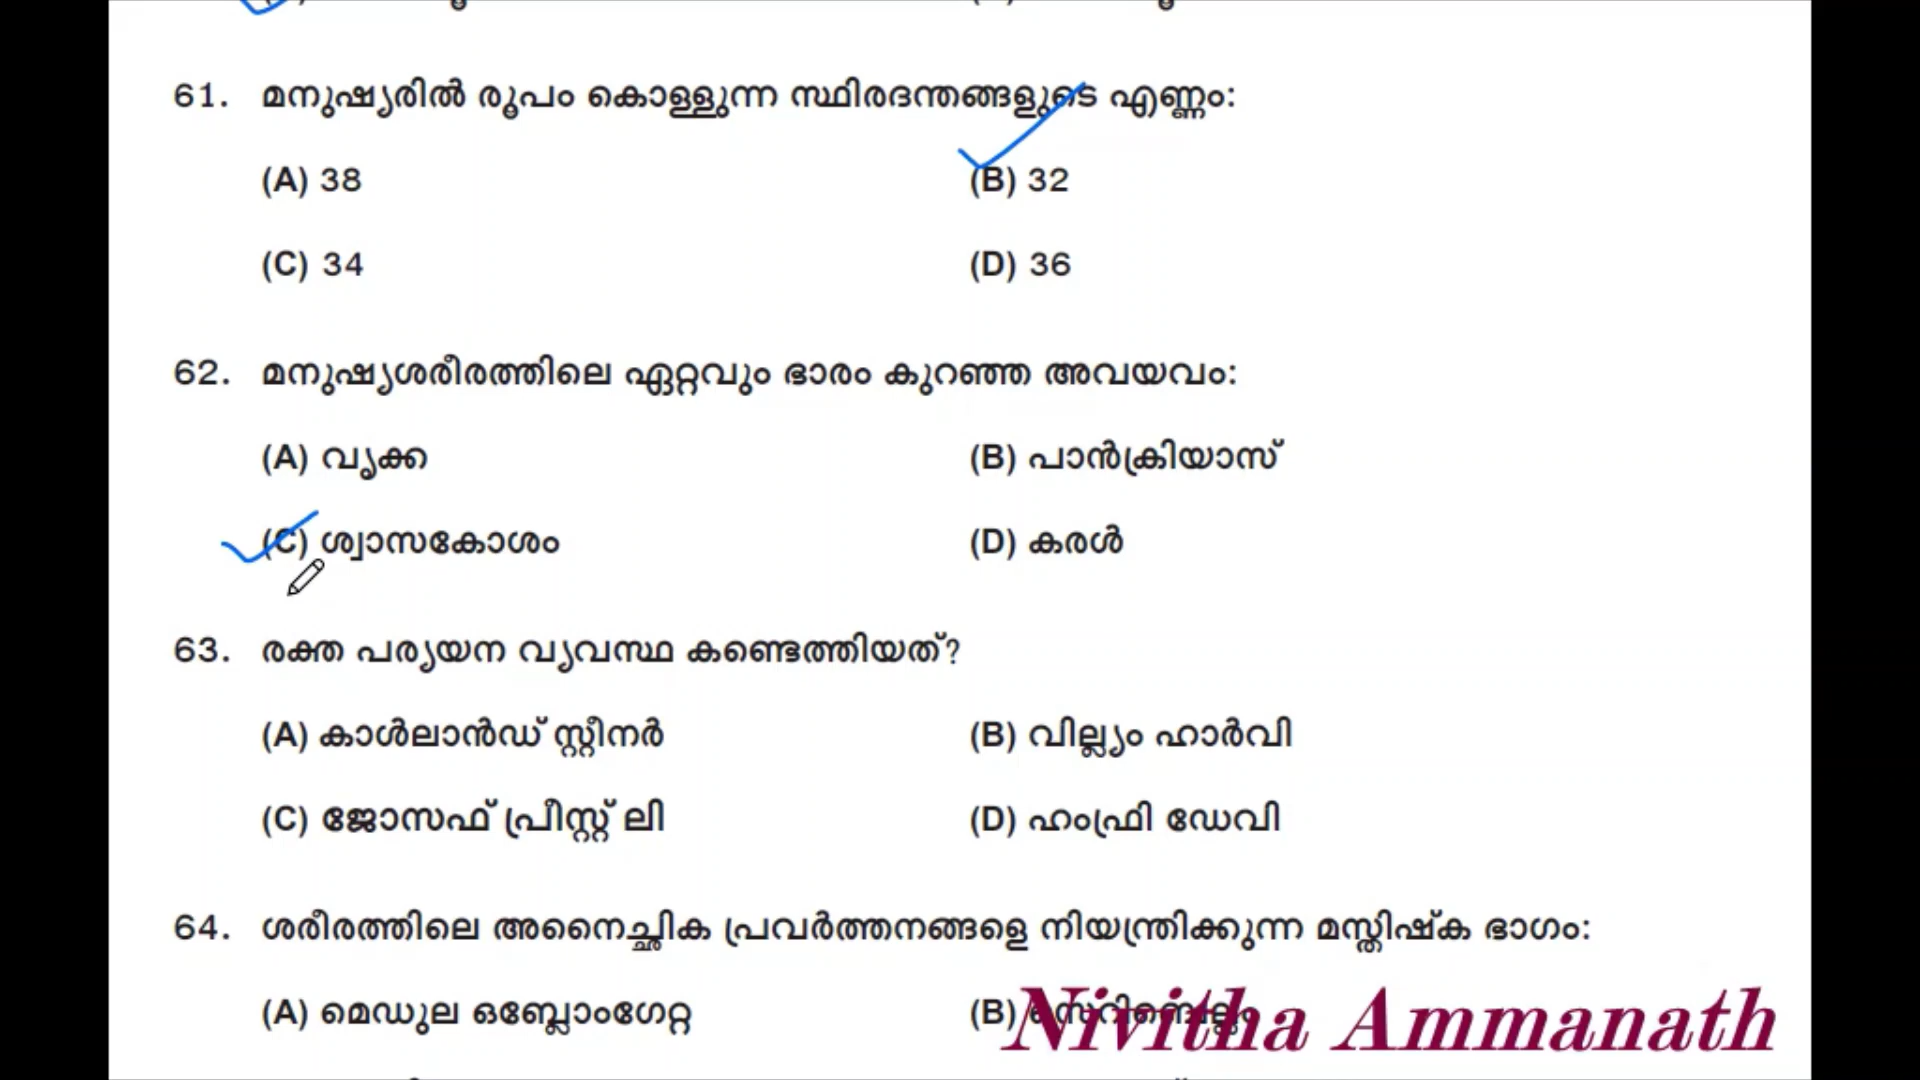 61. മനുഷ്യരിൽ രൂപം കൊള്ളുന്ന സ്ഥിരദന്തങ്ങളുടെ എണ്ണം:
(A) 38 (B) 32
(C) 34 (D) 36
62. മനുഷ്യശരീരത്തിലെ ഏറ്റവും ഭാരം കുറഞ്ഞ അവയവം:
(A) വൃക്ക (B) പാൻക്രിയാസ്
(C) ശ്വാസകോശം (D) കരൾ
63. രക്ത പര്യയന വ്യവസ്ഥ കണ്ടെത്തിയത്?
(A) കാൾലാൻഡ് സ്റ്റീനർ (B) വില്ല്യം ഹാർവി
(C) ജോസഫ് പ്രീസ്റ്റ് ലി (D) ഹംഫ്രി ഡേവി
64. ശരീരത്തിലെ അനൈച്ഛിക പ്രവർത്തനങ്ങളെ നിയന്ത്രിക്കുന്ന മസ്തിഷ്ക ഭാഗം:
(A) മെഡുല ഒബ്ലോംഗേറ്റ (B)
Nivitha Ammanath